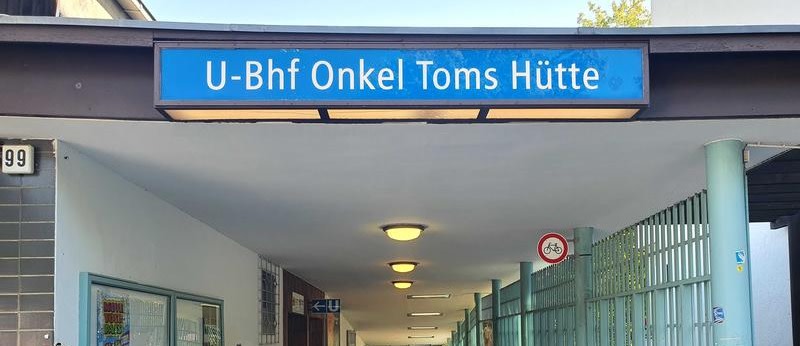 U-Bhf Onkel Toms Hütte
99
← U